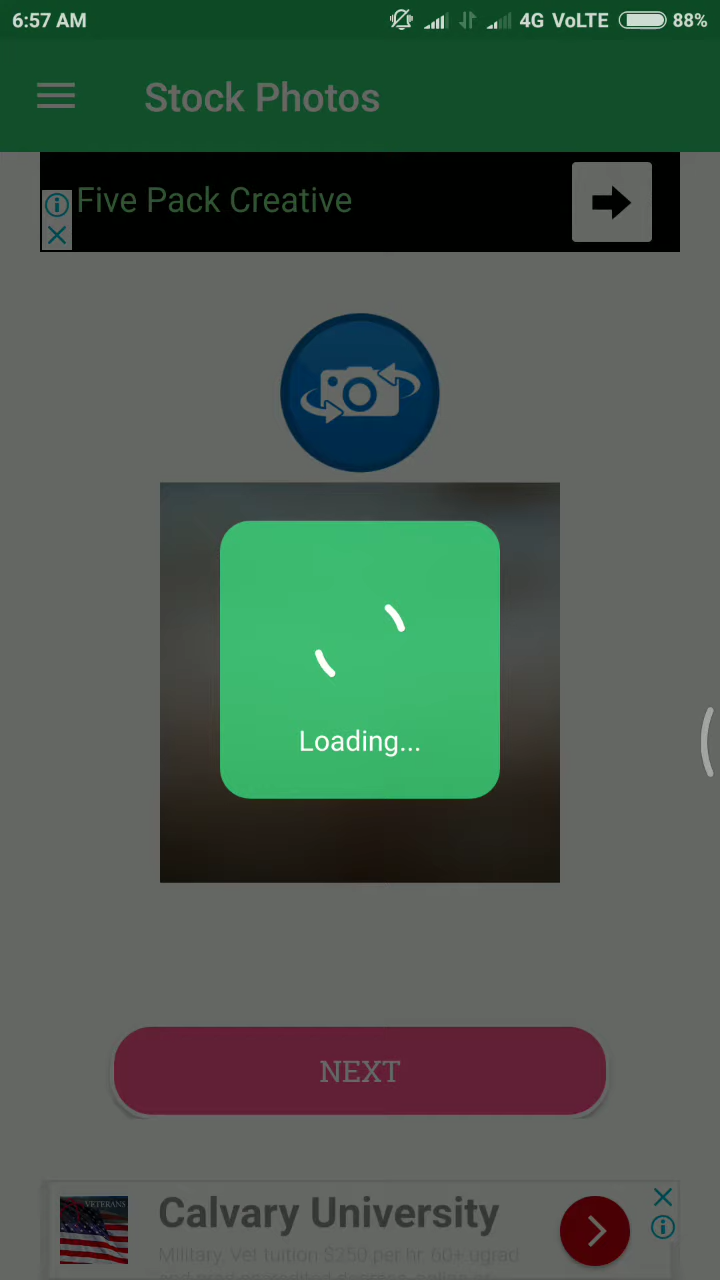 6:57 AM
4G VoLTE 88%
Stock Photos
Five Pack Creative
Loading...
NEXT
VETERANS
Calvary University
Military, Vet tuition $250 per hr. 60+ ugrad